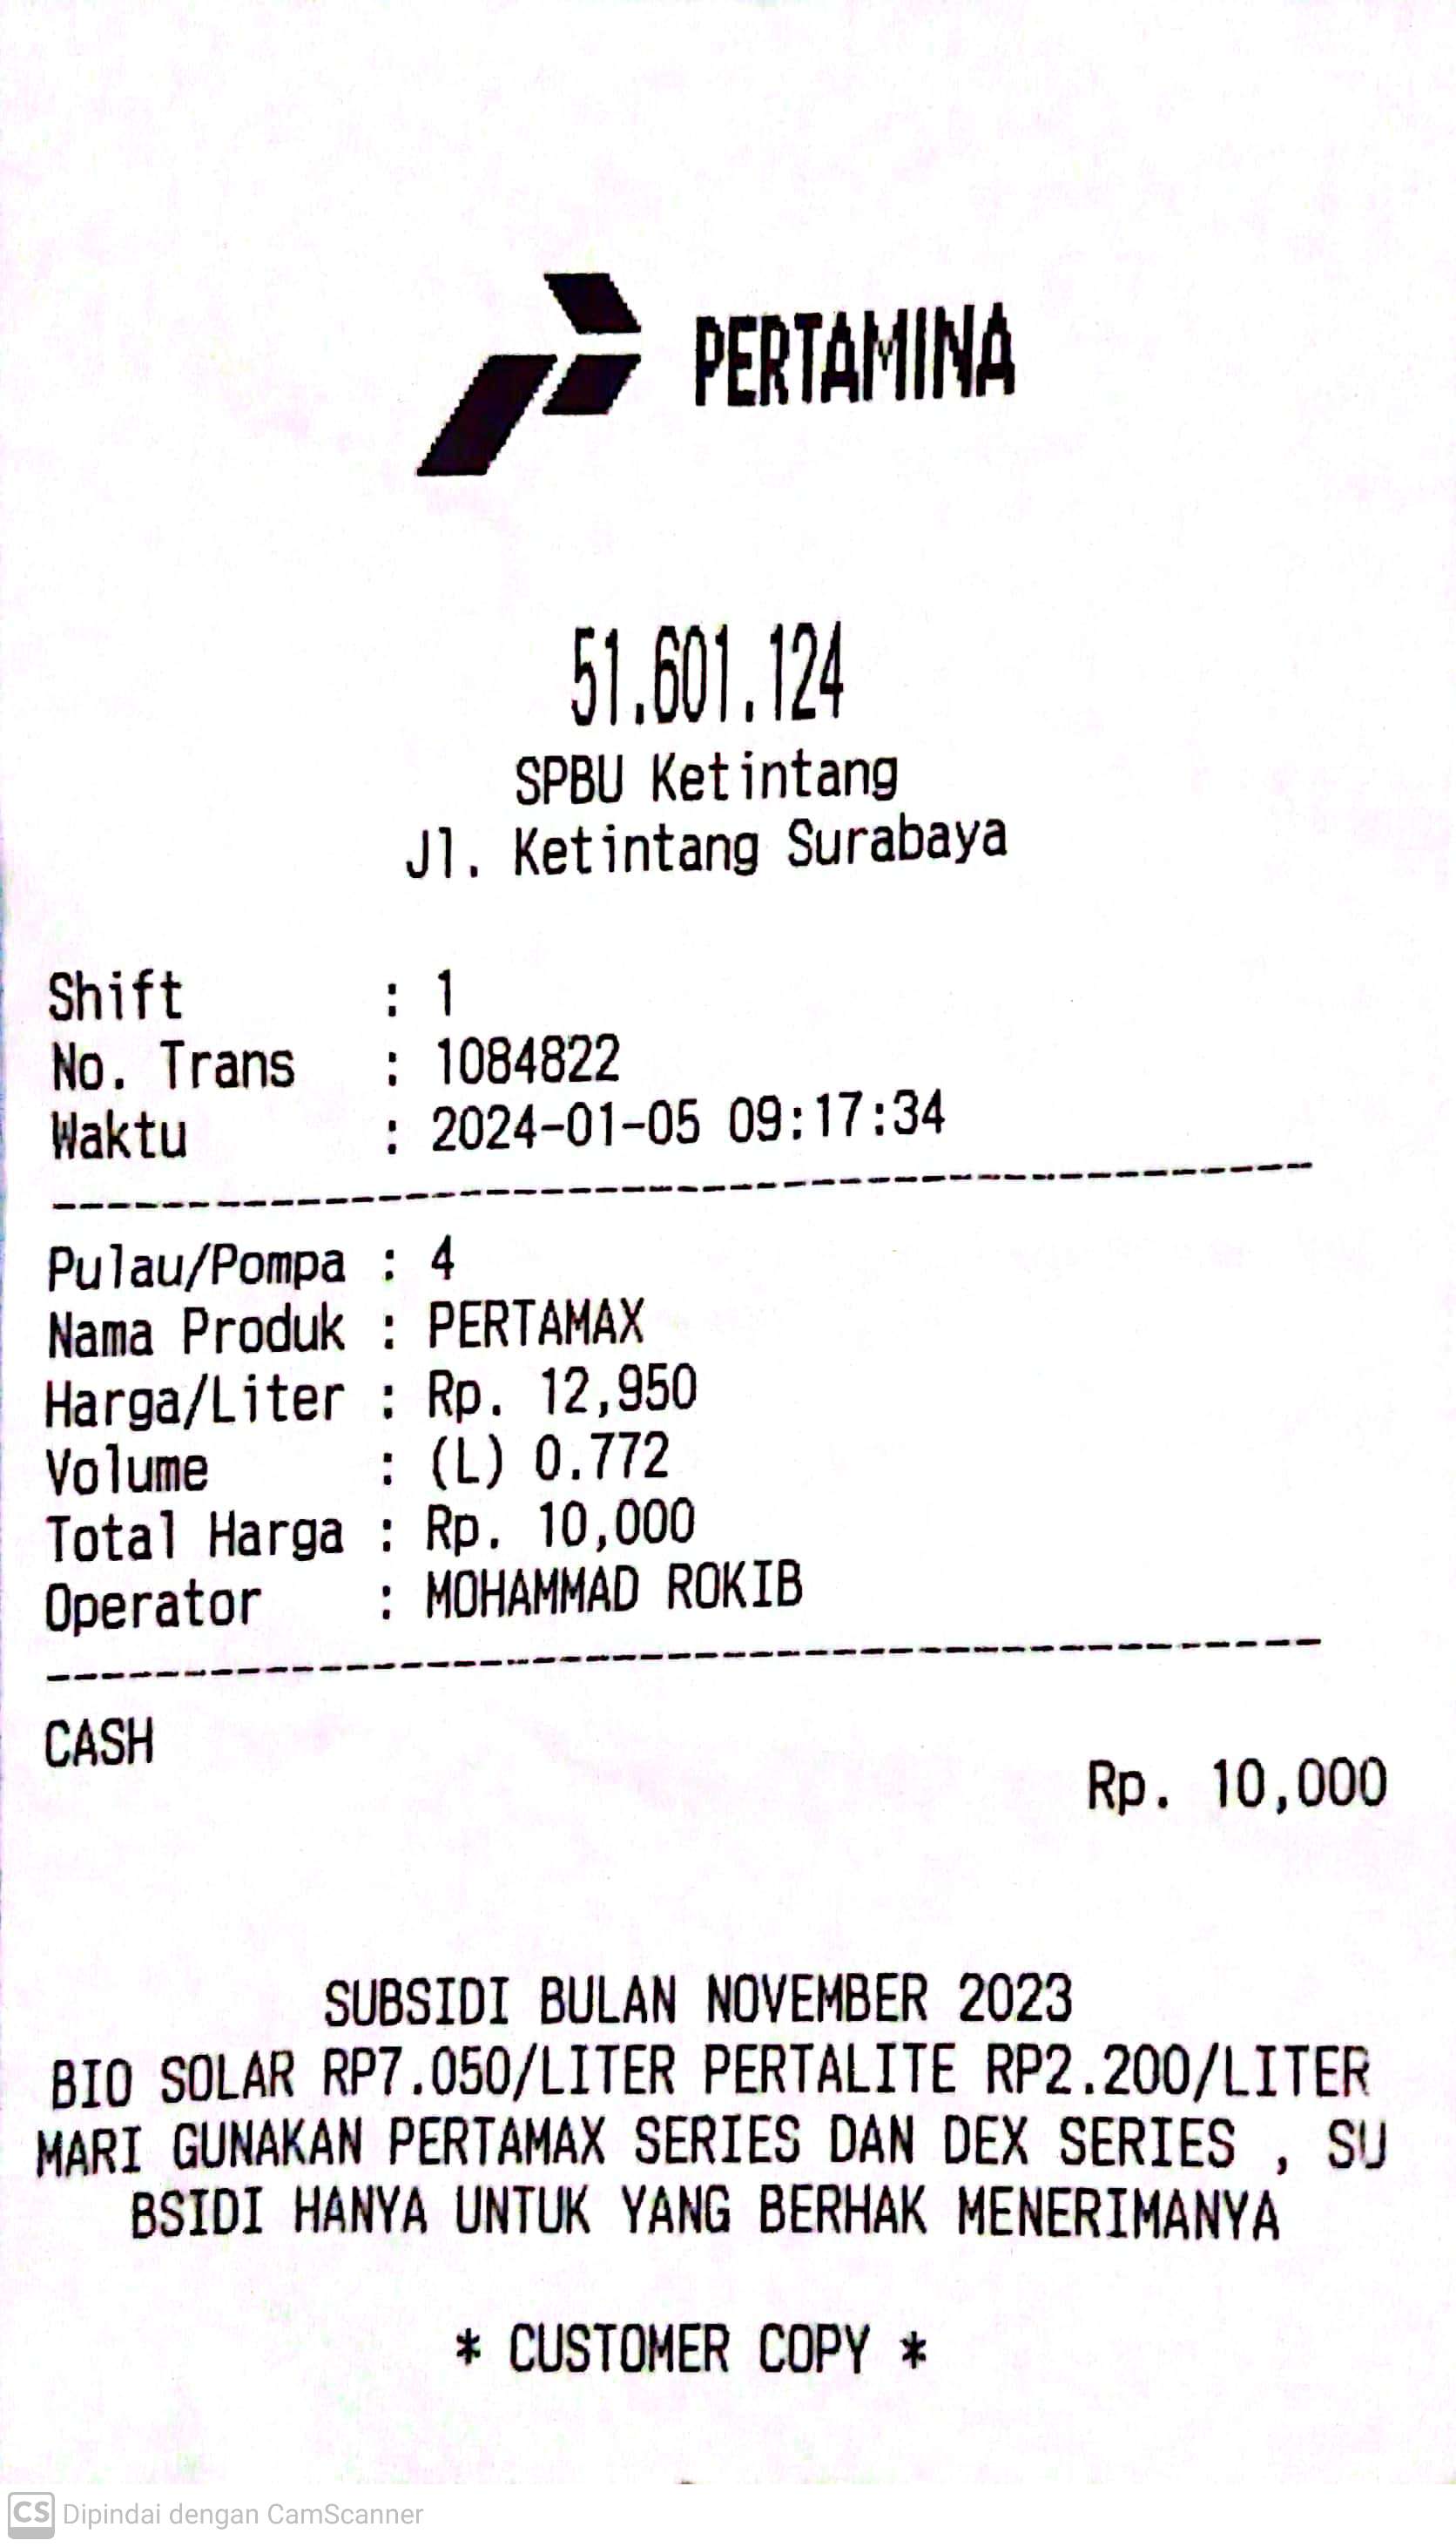 PERTAMINA
51.601.124
SPBU Ketintang
Jl. Ketintang Surabaya
Shift : 1
No. Trans : 1084822
Waktu : 2024-01-05 09:17:34
--------------------------------------------------
Pulau/Pompa : 4
Nama Produk : PERTAMAX
Harga/Liter : Rp. 12,950
Volume : (L) 0.772
Total Harga : Rp. 10,000
Operator : MOHAMMAD ROKIB
--------------------------------------------------
CASH
Rp. 10,000
SUBSIDI BULAN NOVEMBER 2023
BIO SOLAR RP7.050/LITER PERTALITE RP2.200/LITER
MARI GUNAKAN PERTAMAX SERIES DAN DEX SERIES , SU
BSIDI HANYA UNTUK YANG BERHAK MENERIMANYA
* CUSTOMER COPY *
CS Dipindai dengan CamScanner